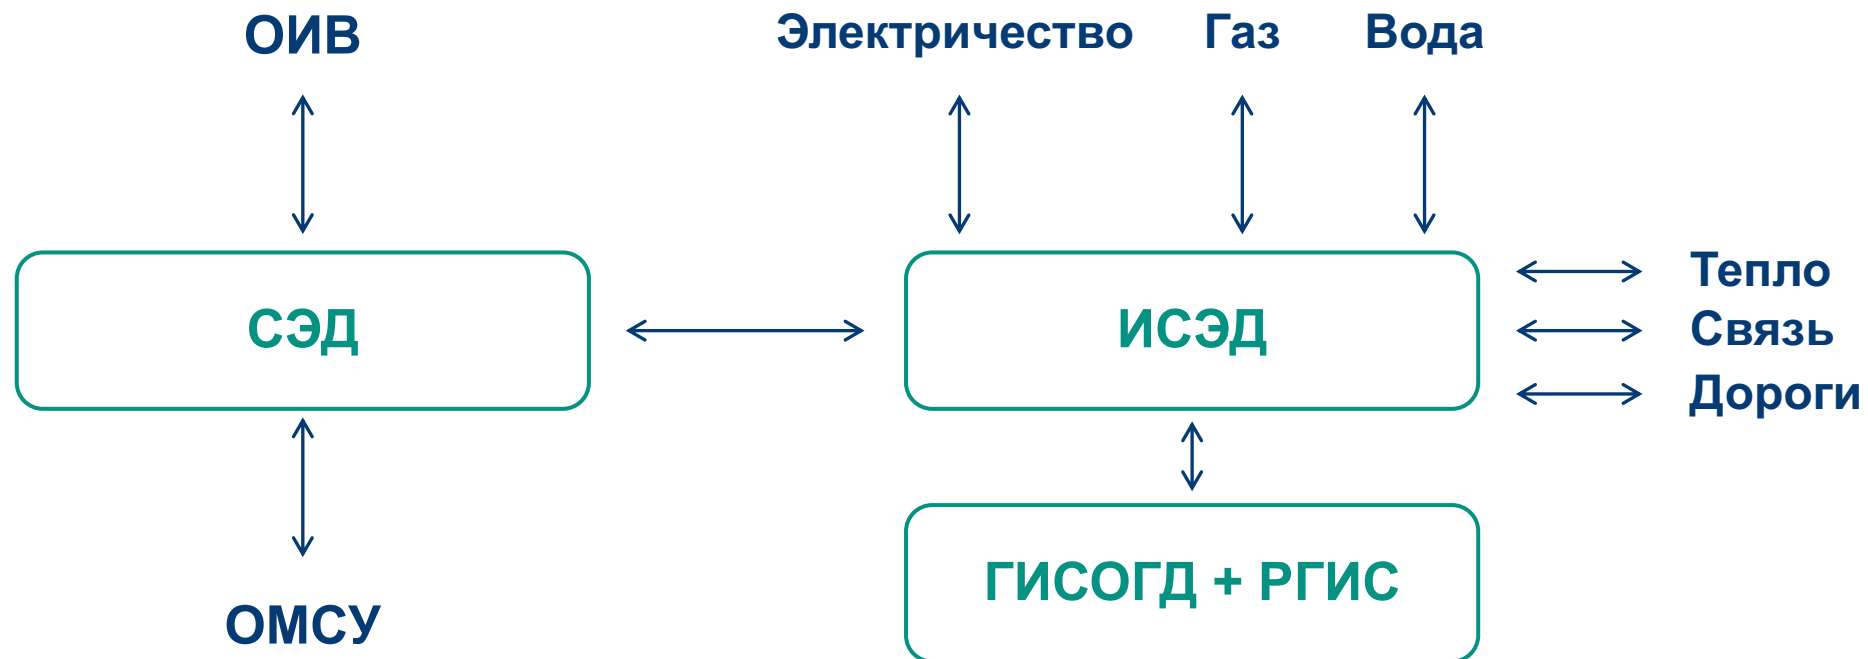 ОИВ
Электричество
Газ
Вода
СЭД
ИСЭД
Тепло
Связь
Дороги
ГИСОГД + РГИС
ОМСУ